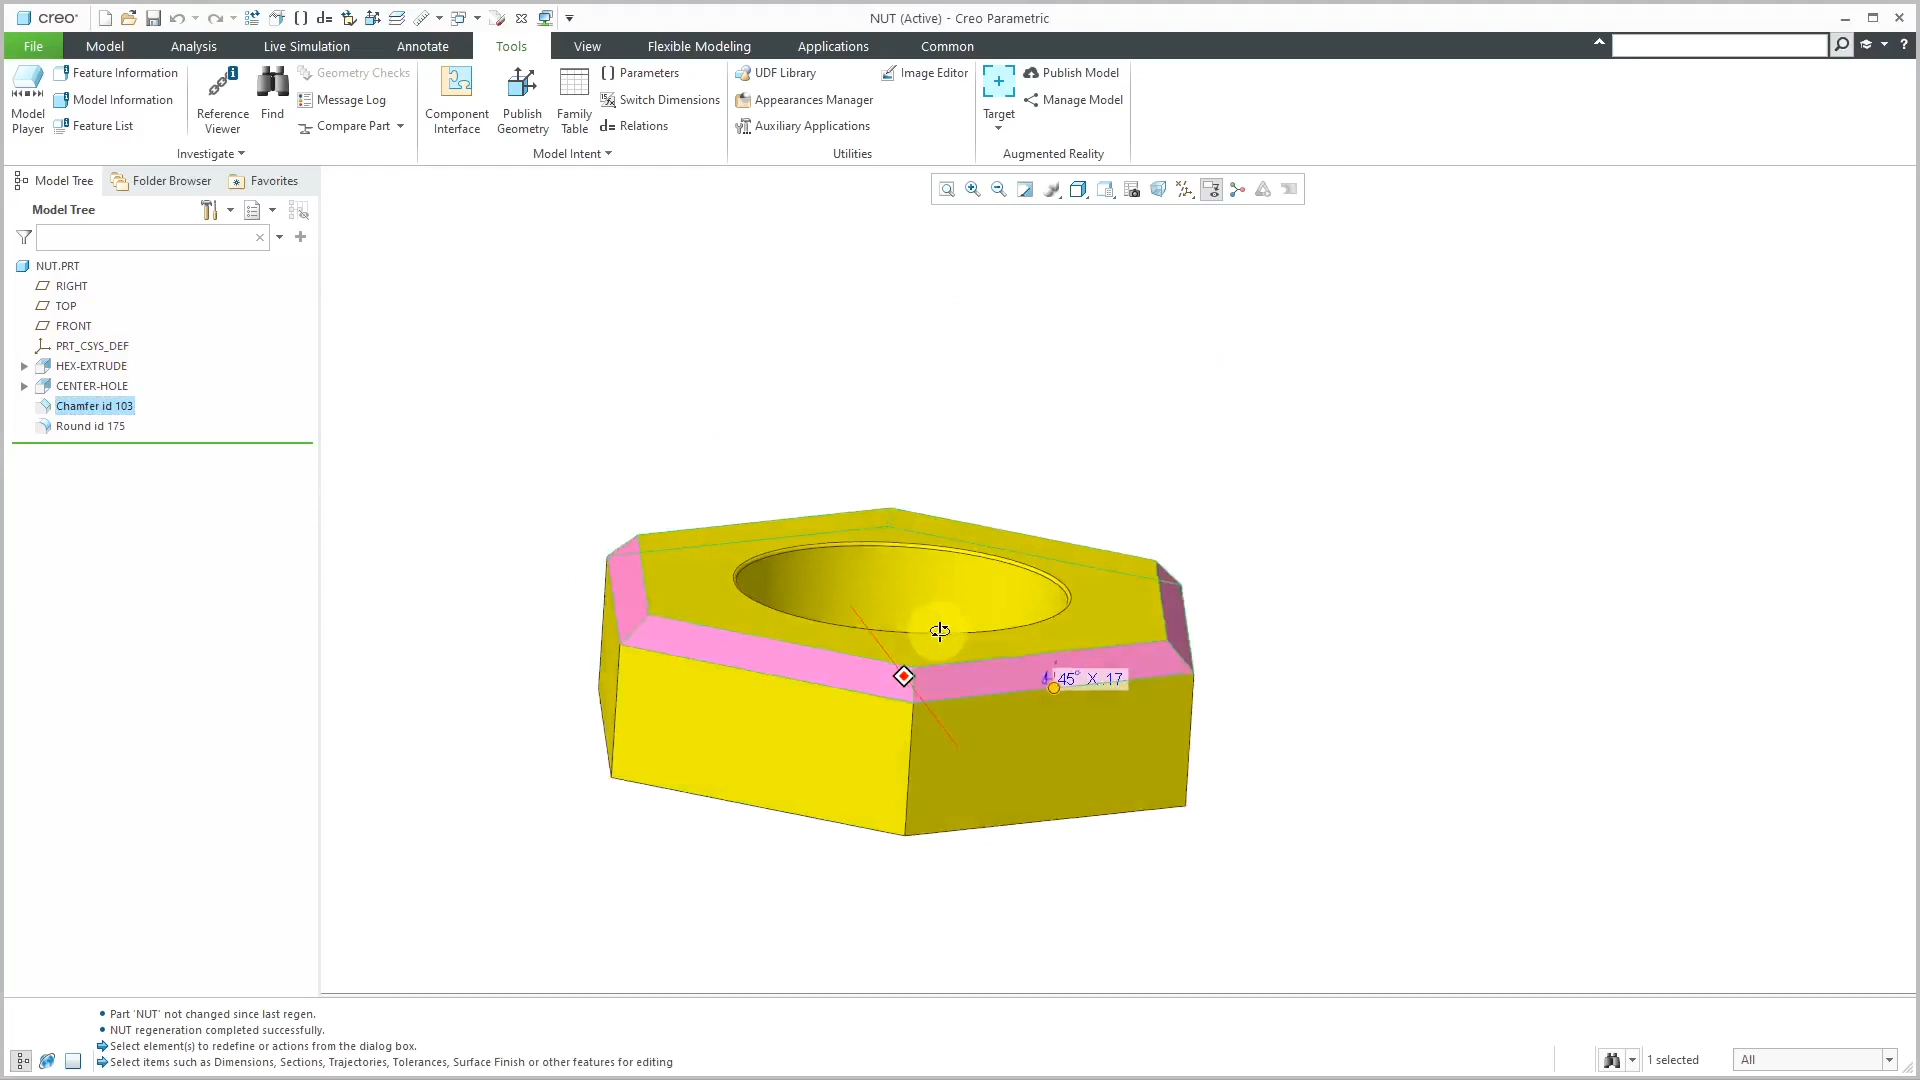 creo
NUT (Active) - Creo Parametric
File Model Analysis Live Simulation Annotate Tools View Flexible Modeling Applications Common
Feature Information
Model Information
Feature List
Model Player
Reference Viewer
Find
Geometry Checks
Message Log
Compare Part
Investigate
Component Interface
Publish Geometry
Family Table
Parameters
Switch Dimensions
d= Relations
Model Intent
UDF Library
Appearances Manager
Auxiliary Applications
Image Editor
Utilities
Target
Publish Model
Manage Model
Augmented Reality
Model Tree Folder Browser Favorites
Model Tree
NUT.PRT
RIGHT
TOP
FRONT
PRT_CSYS_DEF
HEX-EXTRUDE
CENTER-HOLE
Chamfer id 103
Round id 175
45° X .17
Part 'NUT' not changed since last regen.
NUT regeneration completed successfully.
Select element(s) to redefine or actions from the dialog box.
Select items such as Dimensions, Sections, Trajectories, Tolerances, Surface Finish or other features for editing
1 selected
All